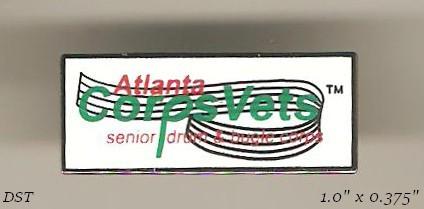 Atlanta
CorpsVets™
senior drum & bugle corps
DST
1.0" x 0.375"